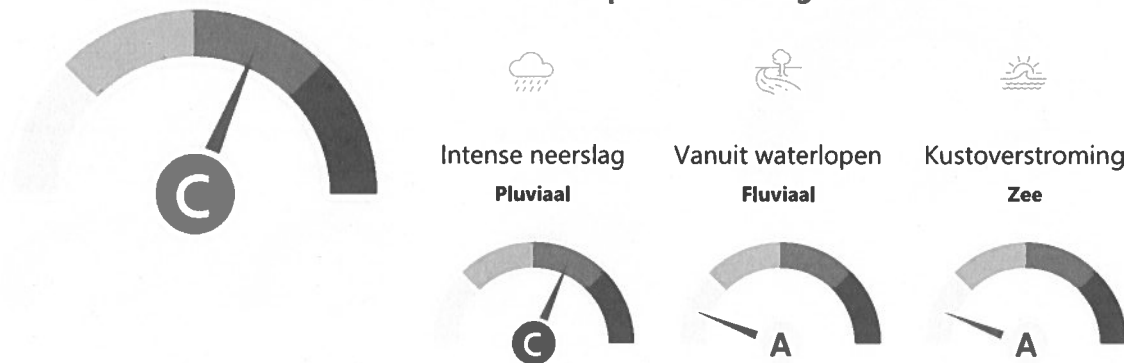 C
Intense neerslag
Pluviaal
C
Vanuit waterlopen
Fluviaal
A
Kustoverstroming
Zee
A